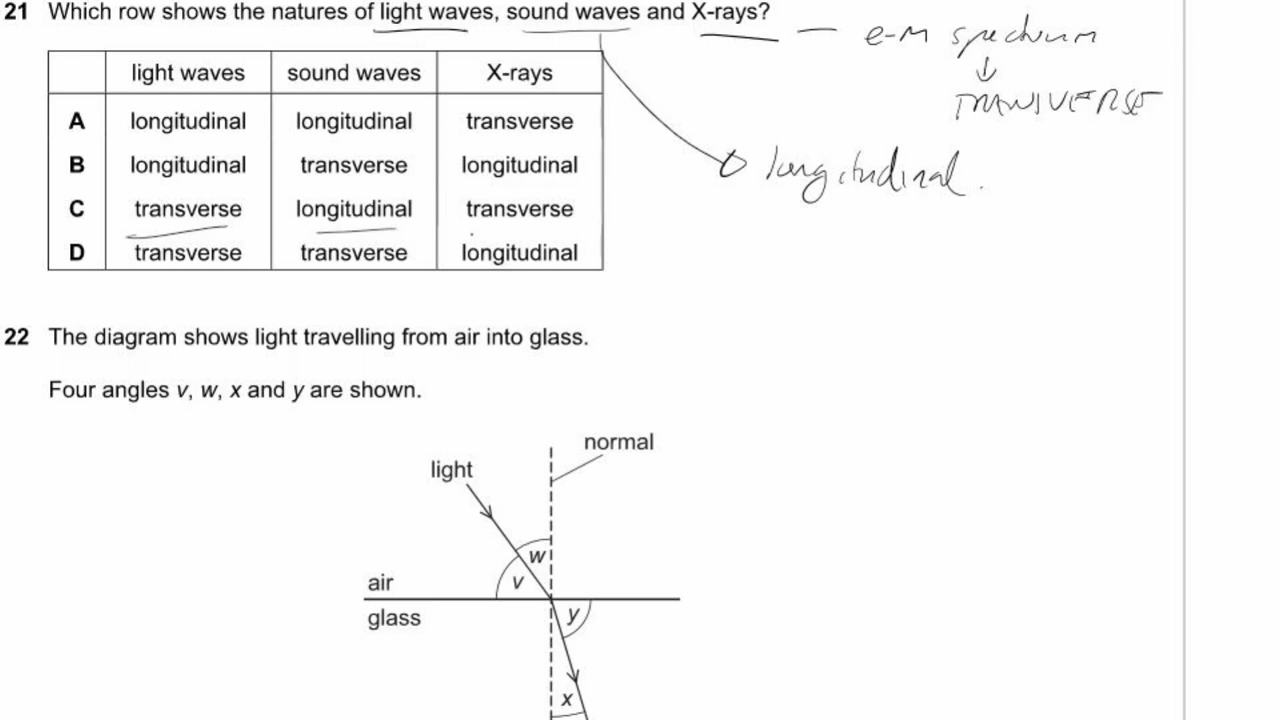 21 Which row shows the natures of light waves, sound waves and X-rays? — e-m spectrum
↓
TRANSVERSE
light waves sound waves X-rays
A longitudinal longitudinal transverse
B longitudinal transverse longitudinal
longitudinal.
C transverse longitudinal transverse
D transverse transverse longitudinal
22 The diagram shows light travelling from air into glass.
Four angles v, w, x and y are shown.
normal
light
w
v
air
glass
y
x